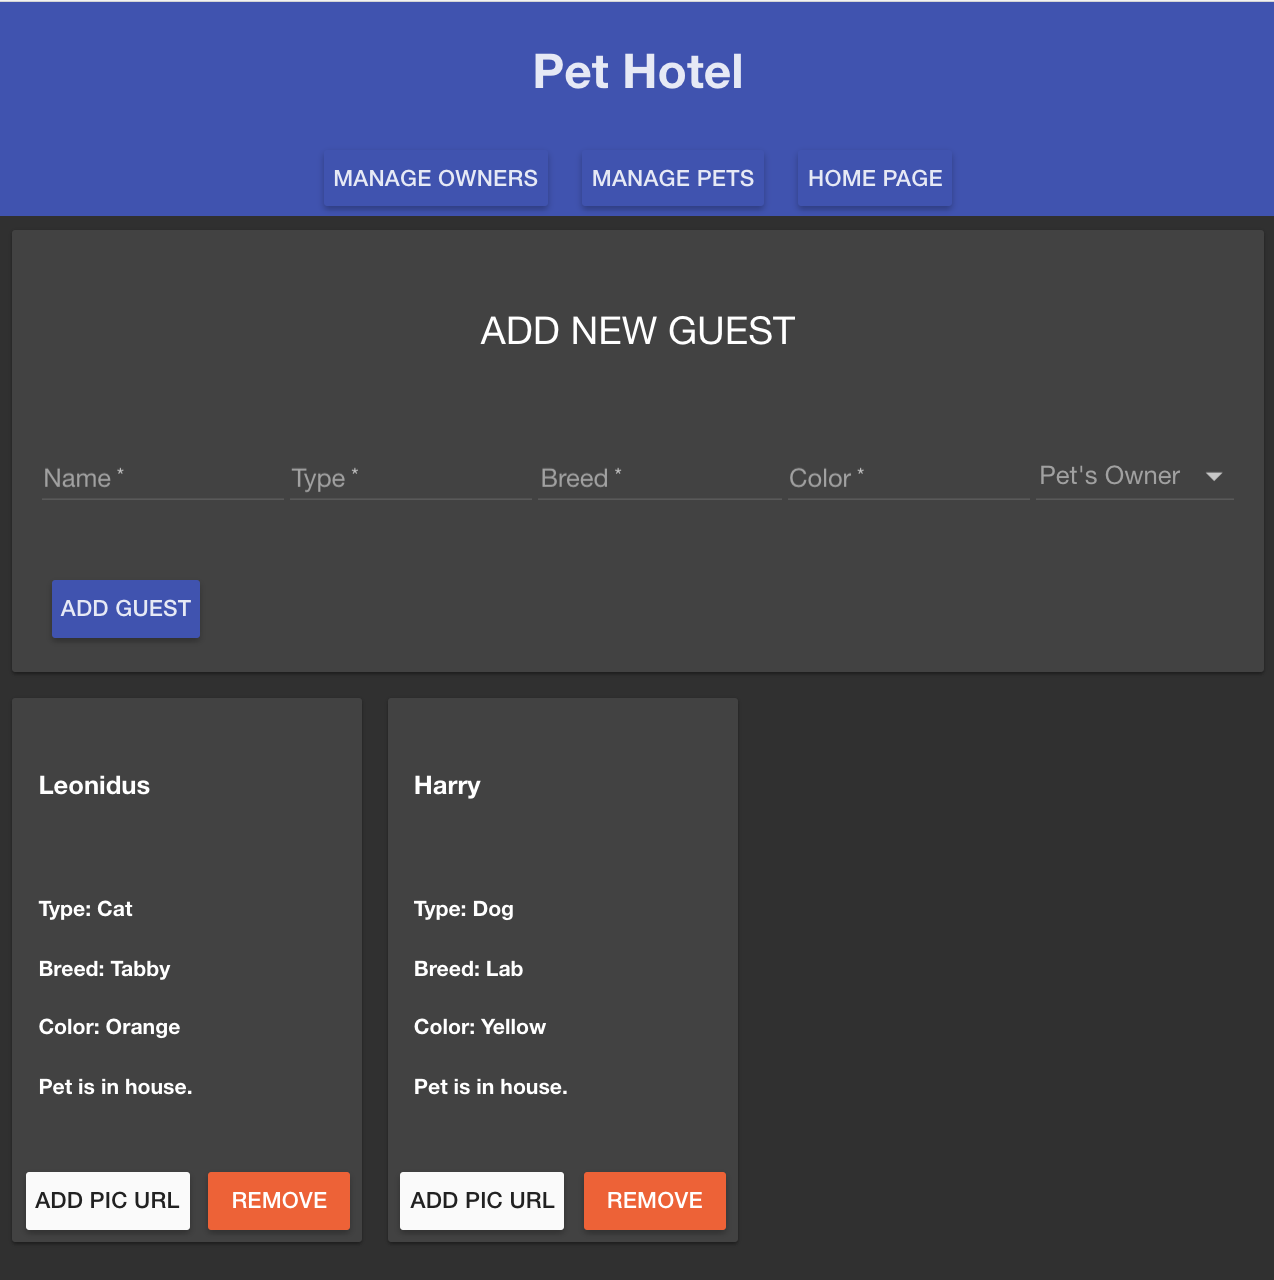 Pet Hotel
MANAGE OWNERS MANAGE PETS HOME PAGE
ADD NEW GUEST
Name * Type * Breed * Color * Pet's Owner
ADD GUEST
Leonidus
Type: Cat
Breed: Tabby
Color: Orange
Pet is in house.
ADD PIC URL REMOVE
Harry
Type: Dog
Breed: Lab
Color: Yellow
Pet is in house.
ADD PIC URL REMOVE